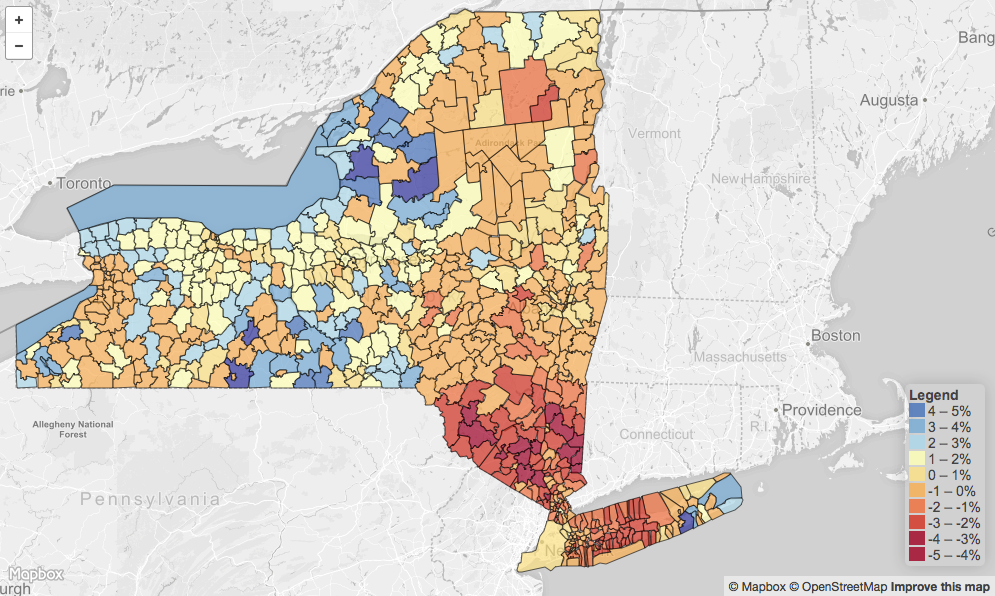 +
−
Bang
rie
Augusta
Vermont
Adirondack Pa
New Hampshire
Toronto
Boston
Massachusetts
Legend
4 – 5%
3 – 4%
2 – 3%
1 – 2%
0 – 1%
-1 – 0%
-2 – -1%
-3 – -2%
-4 – -3%
-5 – -4%
Providence
R.I.
Connecticut
Allegheny National
Forest
Pennsylvania
Ne
Mapbox
urgh
© Mapbox © OpenStreetMap Improve this map